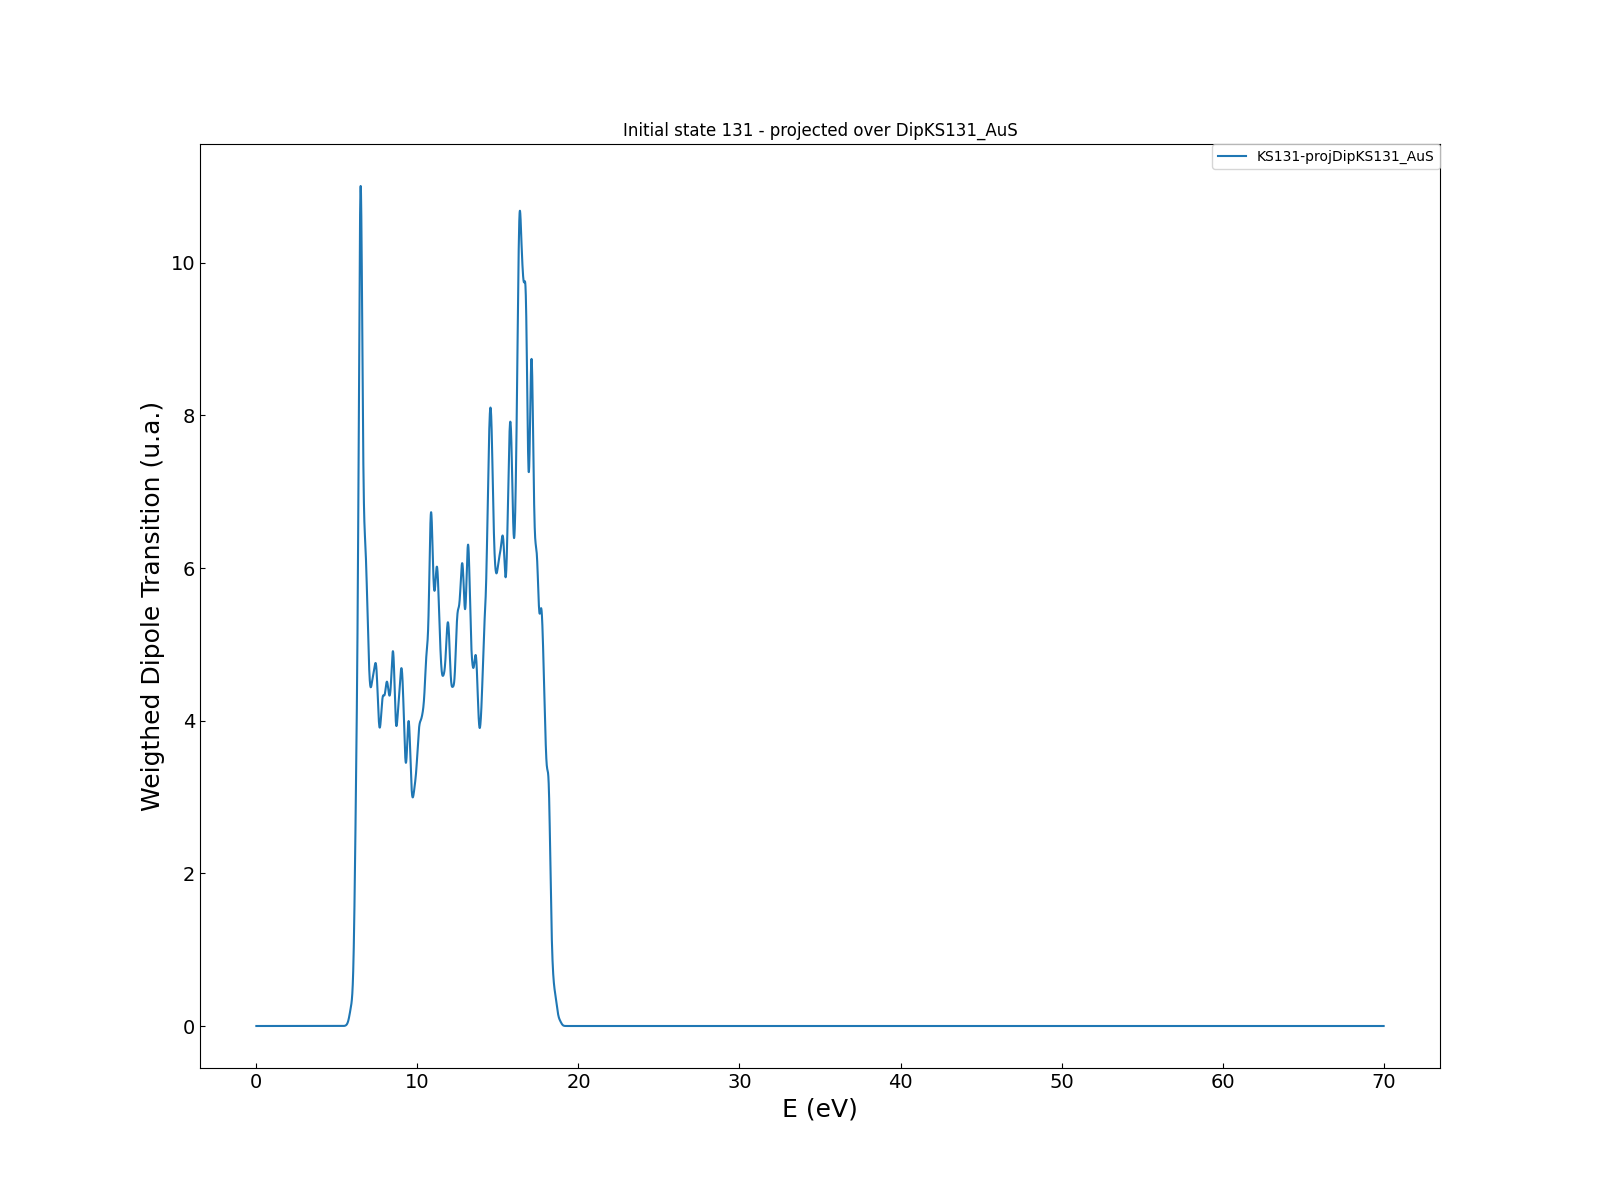 Initial state 131 - projected over DipKS131_AuS
KS131-projDipKS131_AuS
Weigthed Dipole Transition (u.a.)
10
8
6
4
2
0
0 10 20 30 40 50 60 70
E (eV)